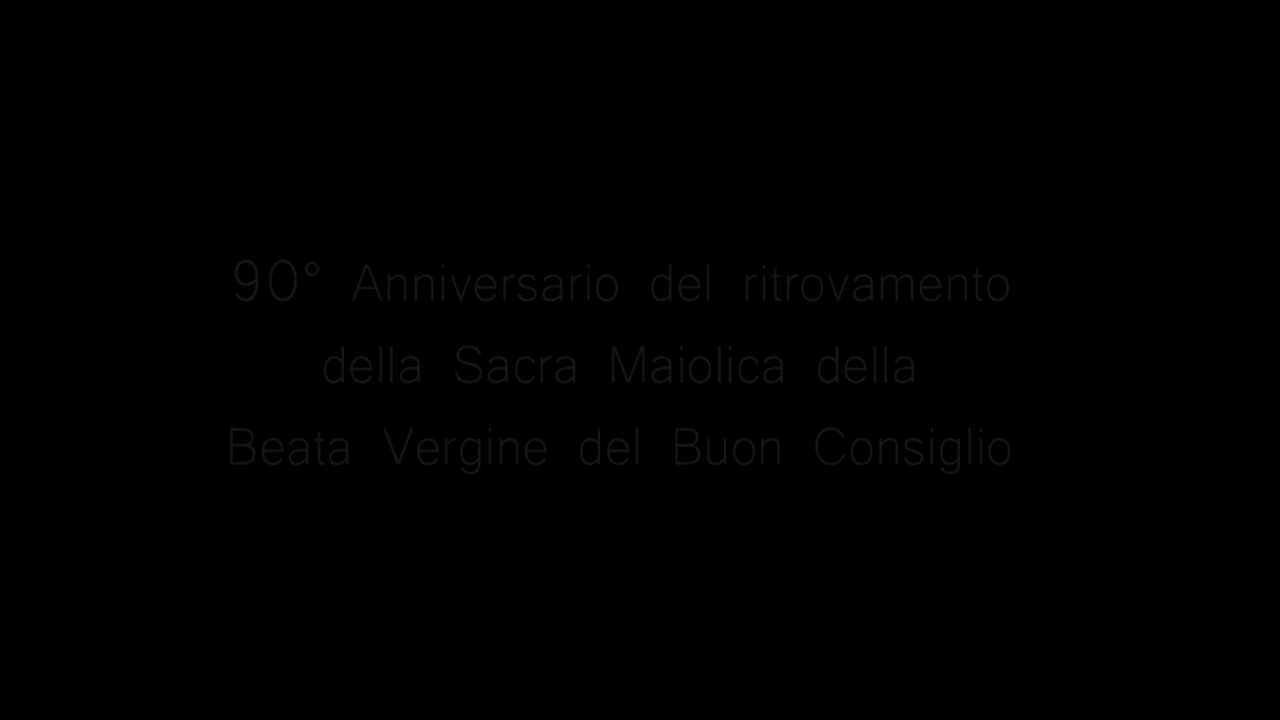 90° Anniversario del ritrovamento
della Sacra Maiolica della
Beata Vergine del Buon Consiglio